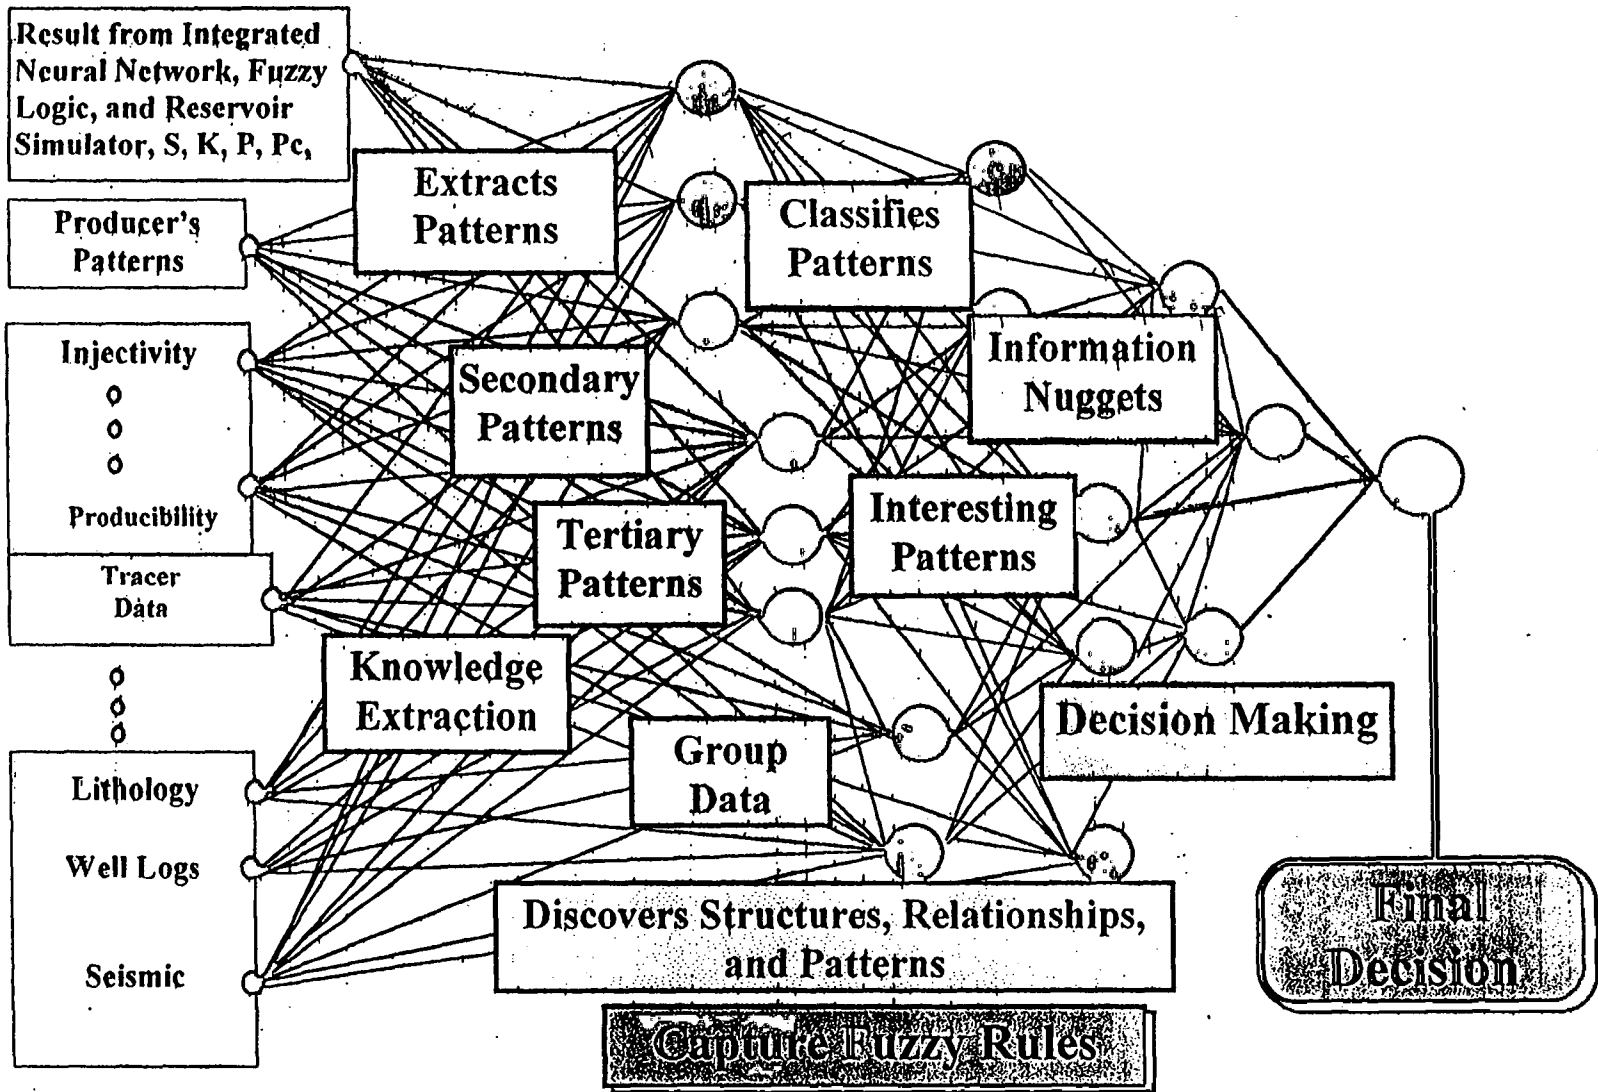 Result from Integrated
Neural Network, Fuzzy
Logic, and Reservoir
Simulator, S, K, P, Pc,
Producer's
Patterns
Injectivity
Producibility
Tracer
Data
Lithology
Well Logs
Seismic
Extracts
Patterns
Secondary
Patterns
Tertiary
Patterns
Knowledge
Extraction
Group
Data
Classifies
Patterns
Information
Nuggets
Interesting
Patterns
Decision Making
Discovers Structures, Relationships,
and Patterns
Capture Fuzzy Rules
Final
Decision